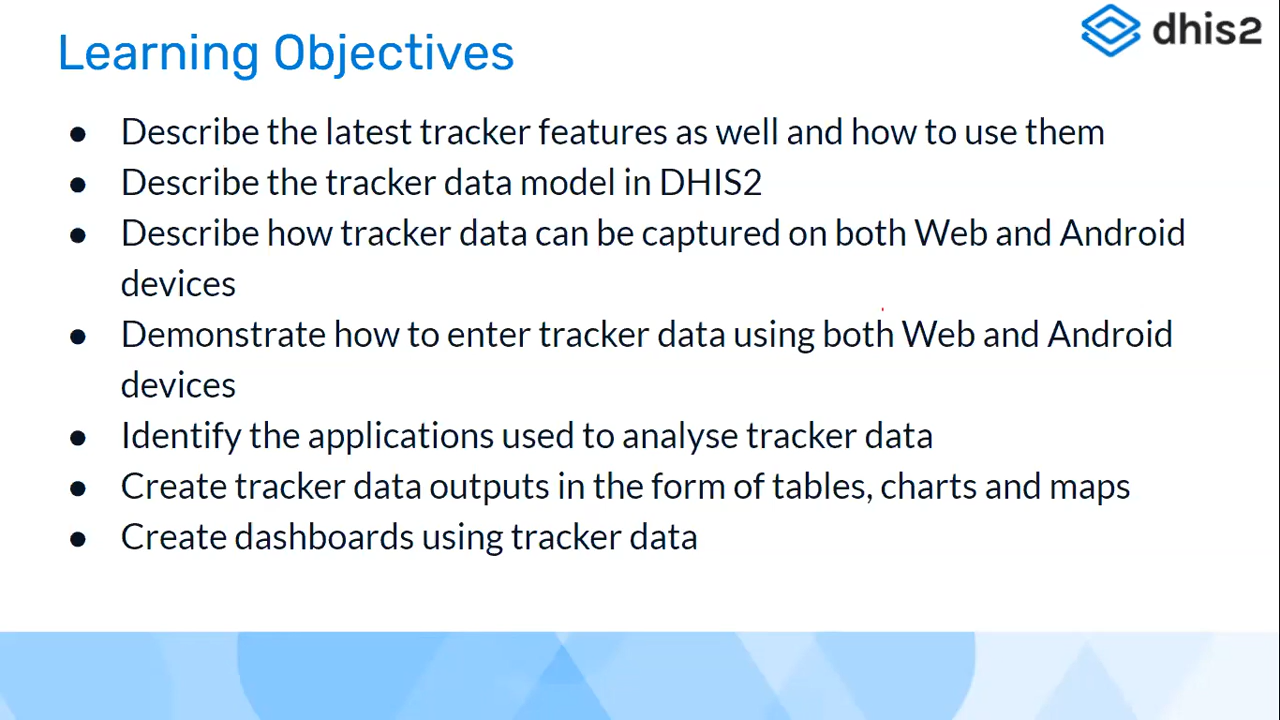 Learning Objectives
dhis2
● Describe the latest tracker features as well and how to use them
● Describe the tracker data model in DHIS2
● Describe how tracker data can be captured on both Web and Android
devices
● Demonstrate how to enter tracker data using both Web and Android
devices
● Identify the applications used to analyse tracker data
● Create tracker data outputs in the form of tables, charts and maps
● Create dashboards using tracker data